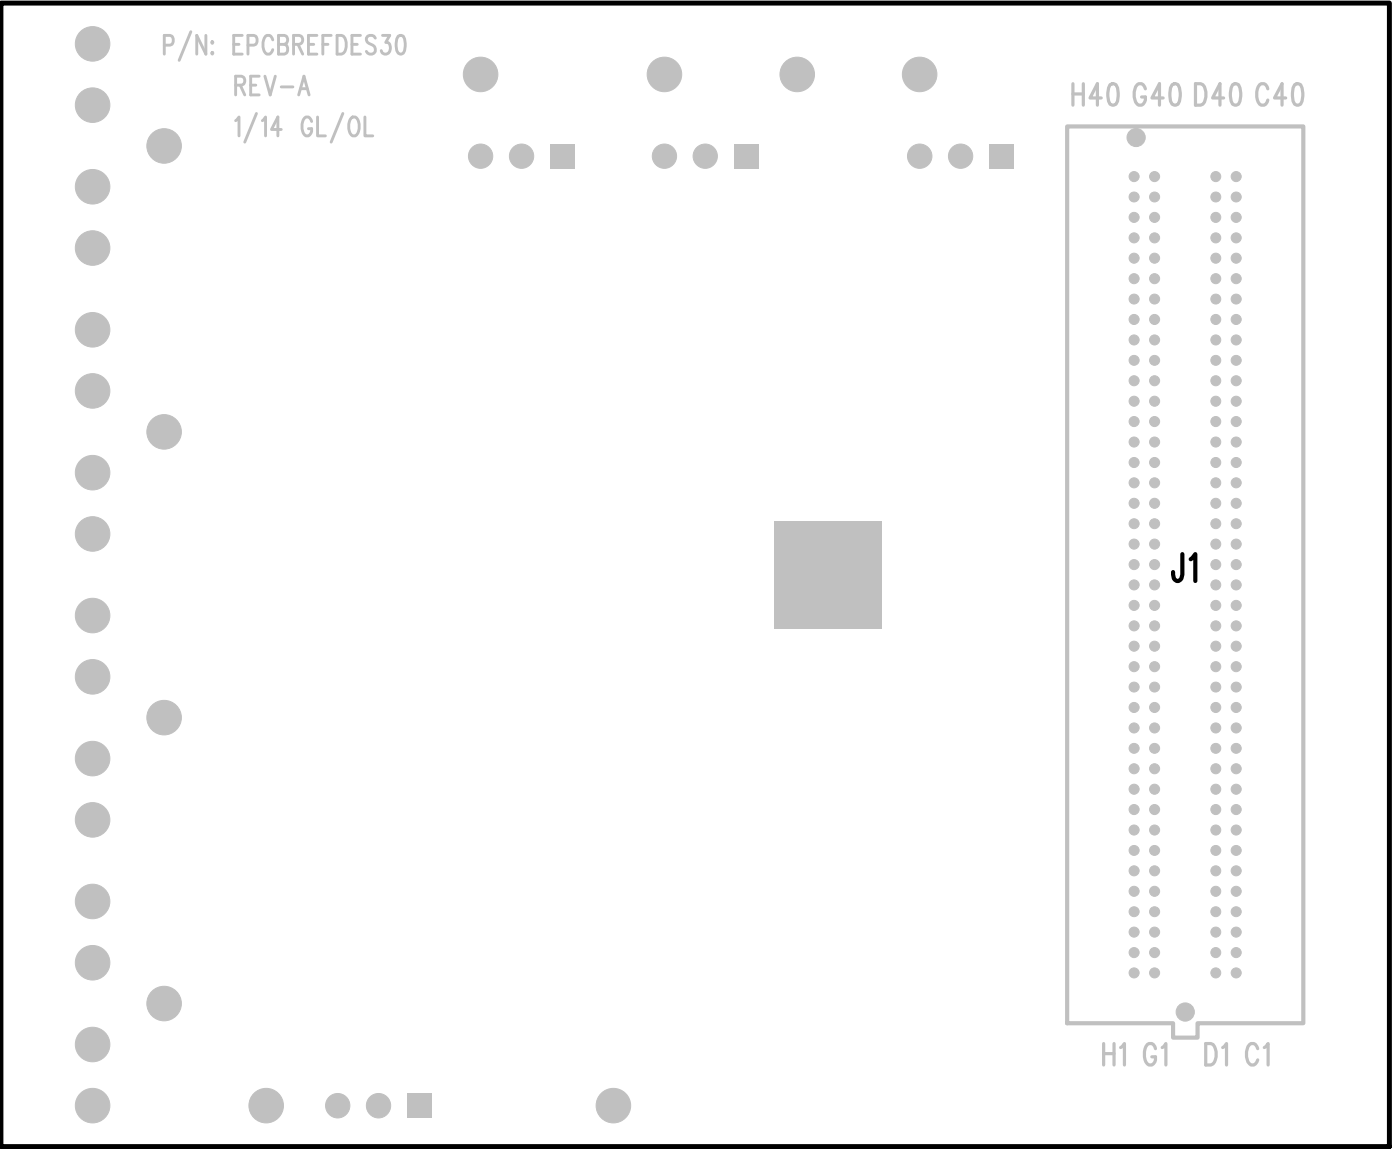 P/N: EPCBREFDES30
REV-A
1/14 GL/OL
H40 G40 D40 C40
J1
H1 G1 D1 C1